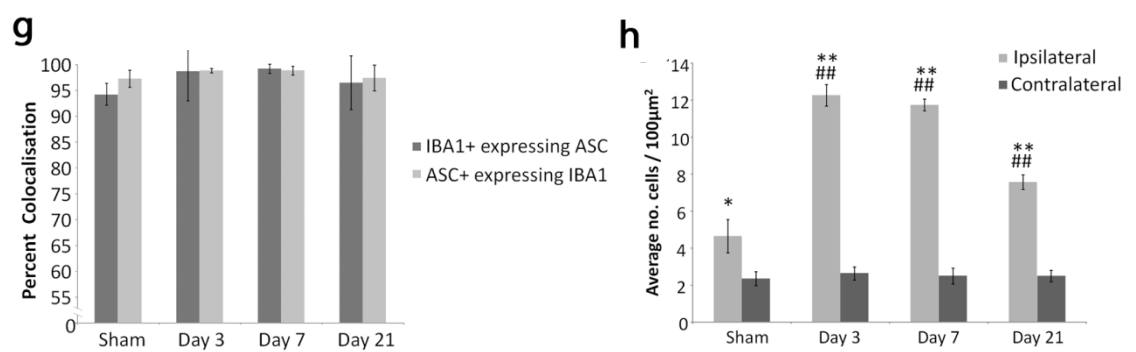 g
Percent Colocalisation
100
95
90
85
80
75
70
65
60
55
0
Sham Day 3 Day 7 Day 21
IBA1+ expressing ASC
ASC+ expressing IBA1
h
Average no. cells / 100µm²
14
12
10
8
6
4
2
0
*
**
##
**
##
**
##
Sham Day 3 Day 7 Day 21
Ipsilateral
Contralateral